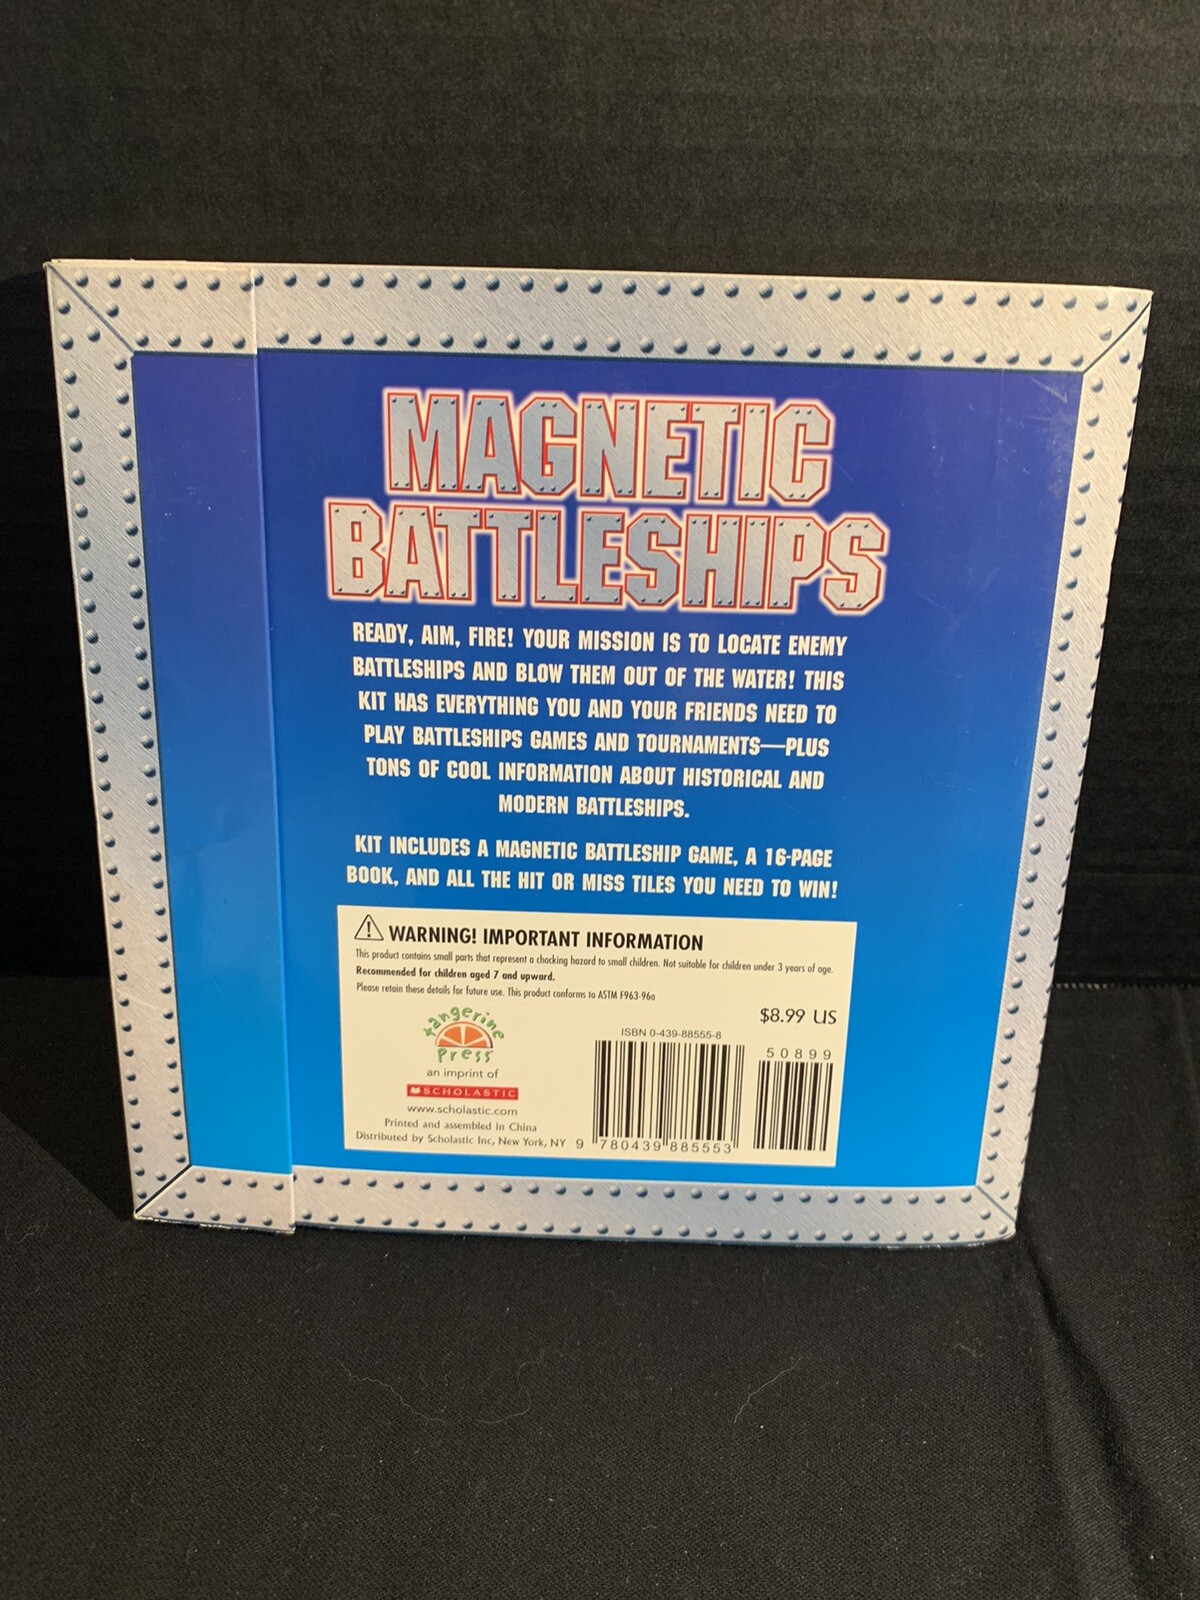 MAGNETIC
BATTLESHIPS
READY, AIM, FIRE! YOUR MISSION IS TO LOCATE ENEMY
BATTLESHIPS AND BLOW THEM OUT OF THE WATER! THIS
KIT HAS EVERYTHING YOU AND YOUR FRIENDS NEED TO
PLAY BATTLESHIPS GAMES AND TOURNAMENTS—PLUS
TONS OF COOL INFORMATION ABOUT HISTORICAL AND
MODERN BATTLESHIPS.
KIT INCLUDES A MAGNETIC BATTLESHIP GAME, A 16-PAGE
BOOK, AND ALL THE HIT OR MISS TILES YOU NEED TO WIN!
WARNING! IMPORTANT INFORMATION
This product contains small parts that represent a chocking hazard to small children. Not suitable for children under 3 years of age.
Recommended for children aged 7 and upward.
Please retain these details for future use. This product conforms to ASTM F963-96a
tangerine
press
an imprint of
SCHOLASTIC
www.scholastic.com
Printed and assembled in China
Distributed by Scholastic Inc, New York, NY
$8.99 US
ISBN 0-439-88555-8
50899
9 780439 885553